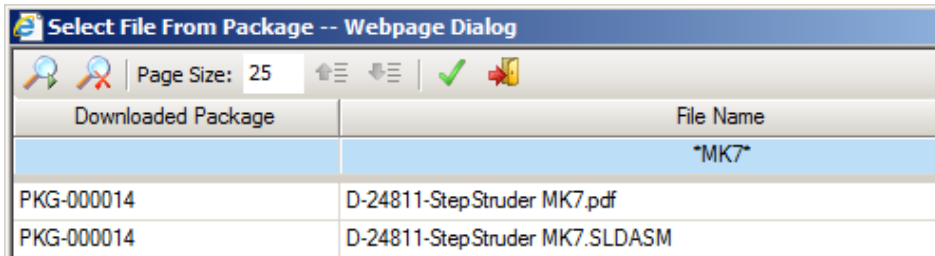 Select File From Package -- Webpage Dialog
Page Size: 25
Downloaded Package File Name
*MK7*
PKG-000014 D-24811-StepStruder MK7.pdf
PKG-000014 D-24811-StepStruder MK7.SLDASM